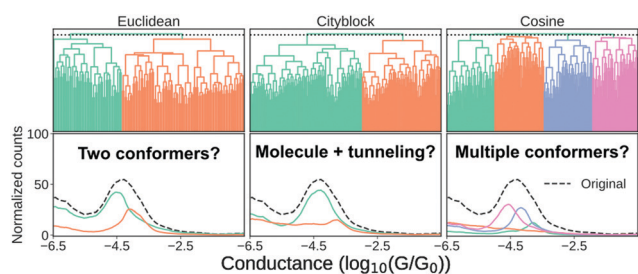 Euclidean Cityblock Cosine
Normalized counts
100
50
0
Two conformers? Molecule + tunneling? Multiple conformers?
Original
-6.5 -4.5 -2.5 -6.5 -4.5 -2.5 -6.5 -4.5 -2.5
Conductance (log10(G/G0))